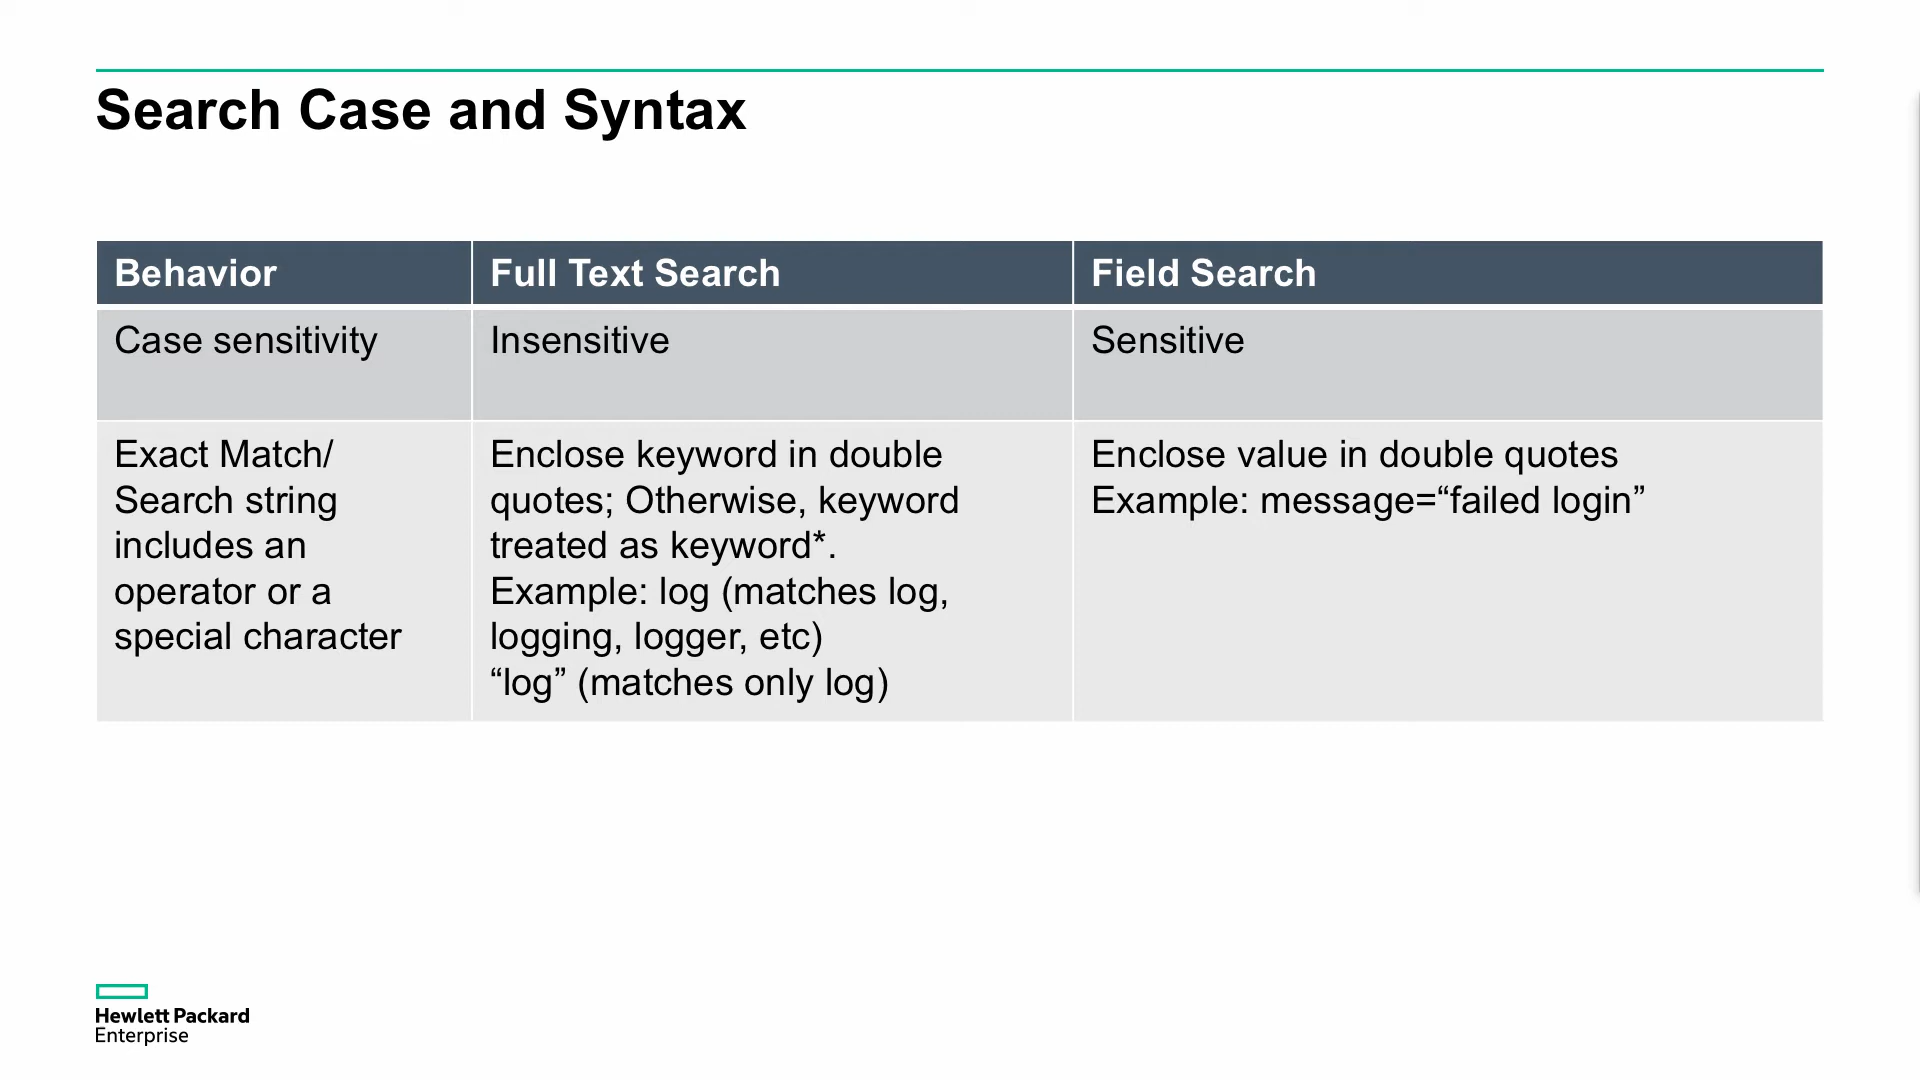 Search Case and Syntax
Behavior
Full Text Search
Field Search
Case sensitivity
Insensitive
Sensitive
Exact Match/
Search string
includes an
operator or a
special character
Enclose keyword in double
quotes; Otherwise, keyword
treated as keyword*.
Example: log (matches log,
logging, logger, etc)
“log” (matches only log)
Enclose value in double quotes
Example: message=“failed login”
Hewlett Packard
Enterprise